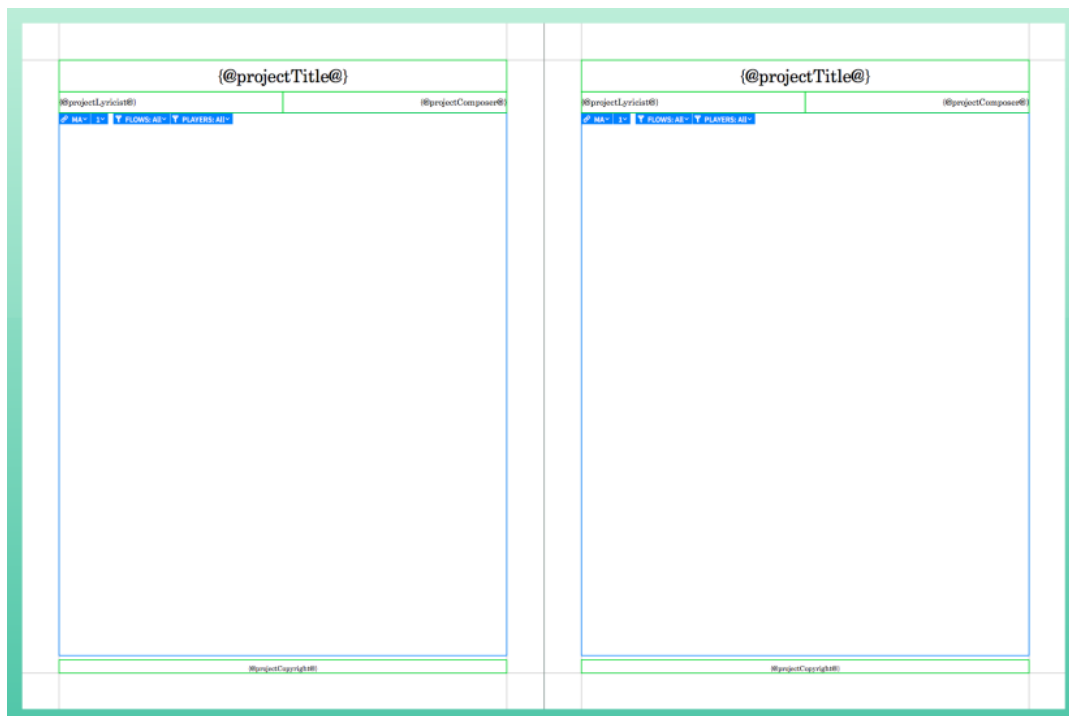 {@projectTitle@}
{@projectLyricist@}
{@projectComposer@}
MA 1 FLOWS: All PLAYERS: All
{@projectCopyright@}
{@projectTitle@}
{@projectLyricist@}
{@projectComposer@}
MA 1 FLOWS: All PLAYERS: All
{@projectCopyright@}